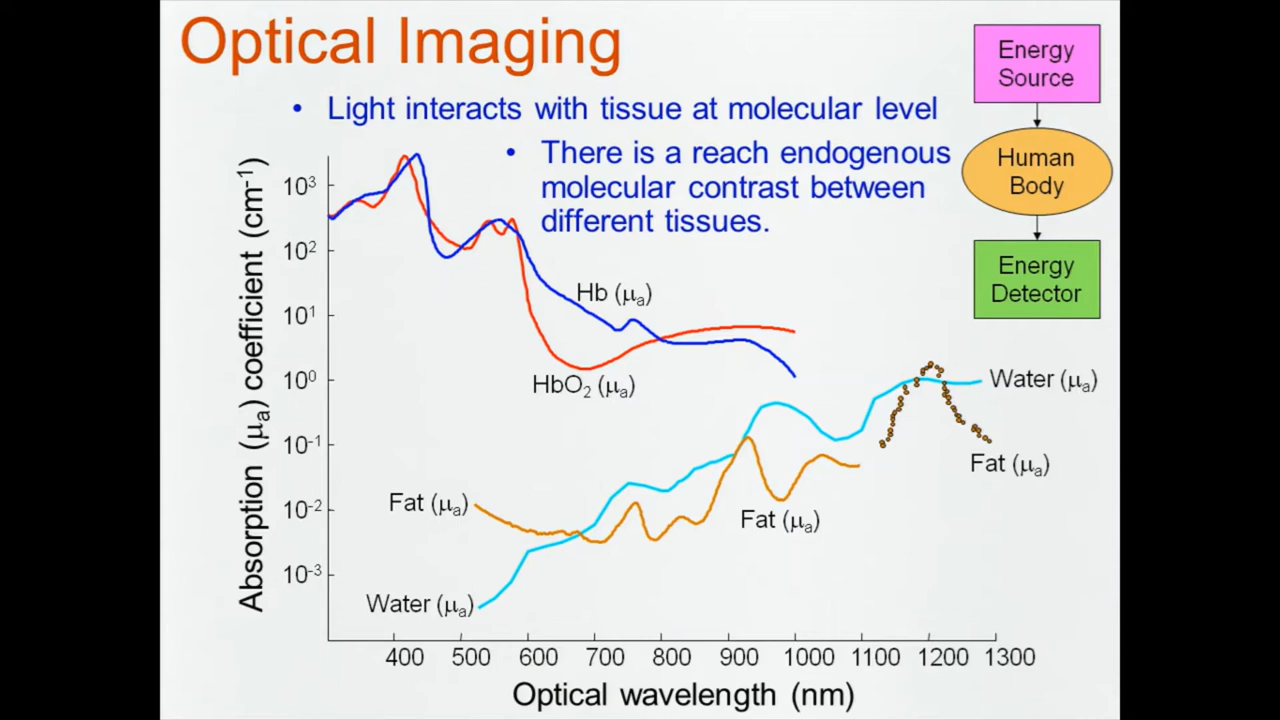 Optical Imaging
• Light interacts with tissue at molecular level
• There is a reach endogenous
molecular contrast between
different tissues.
Energy
Source
Human
Body
Energy
Detector
Absorption (μa) coefficient (cm-1)
10³
10²
10¹
10⁰
10-1
10-2
10-3
Hb (μa)
HbO₂ (μa)
Water (μa)
Fat (μa)
Fat (μa)
Fat (μa)
Water (μa)
400 500 600 700 800 900 1000 1100 1200 1300
Optical wavelength (nm)